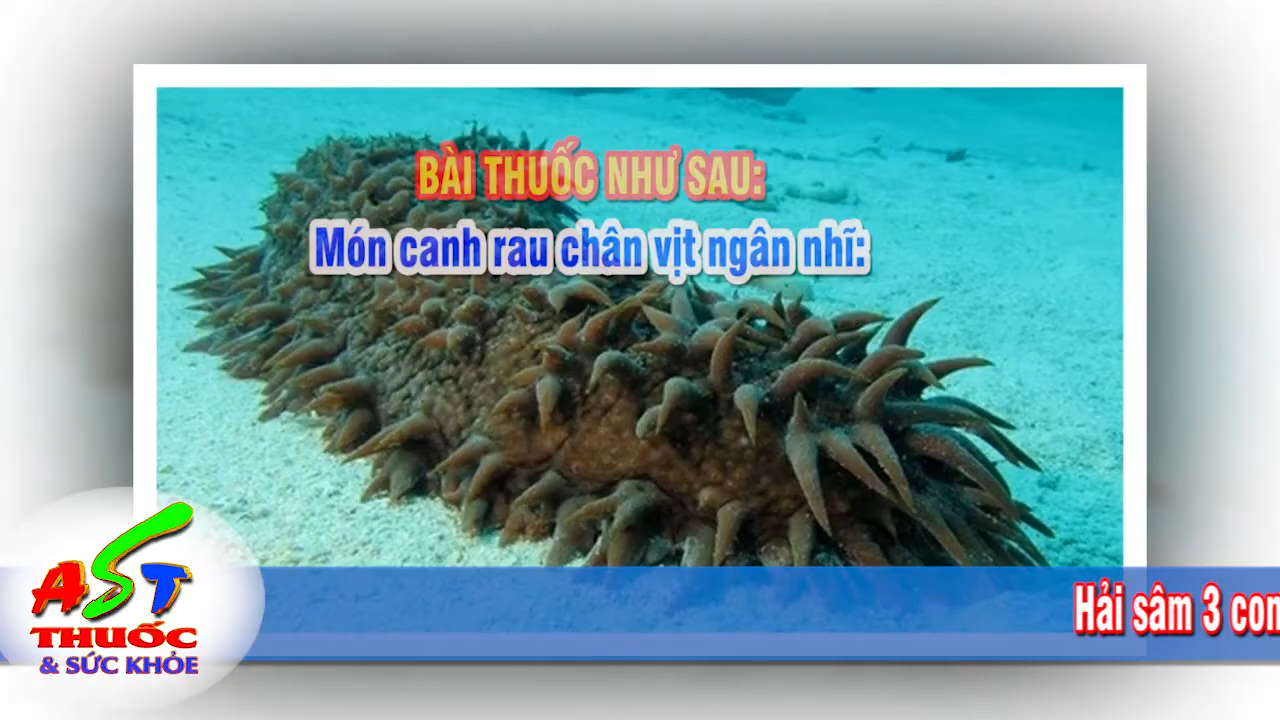 BÀI THUỐC NHƯ SAU:
Món canh rau chân vịt ngân nhĩ:
Hải sâm 3 con
AST
THUỐC
& SỨC KHỎE